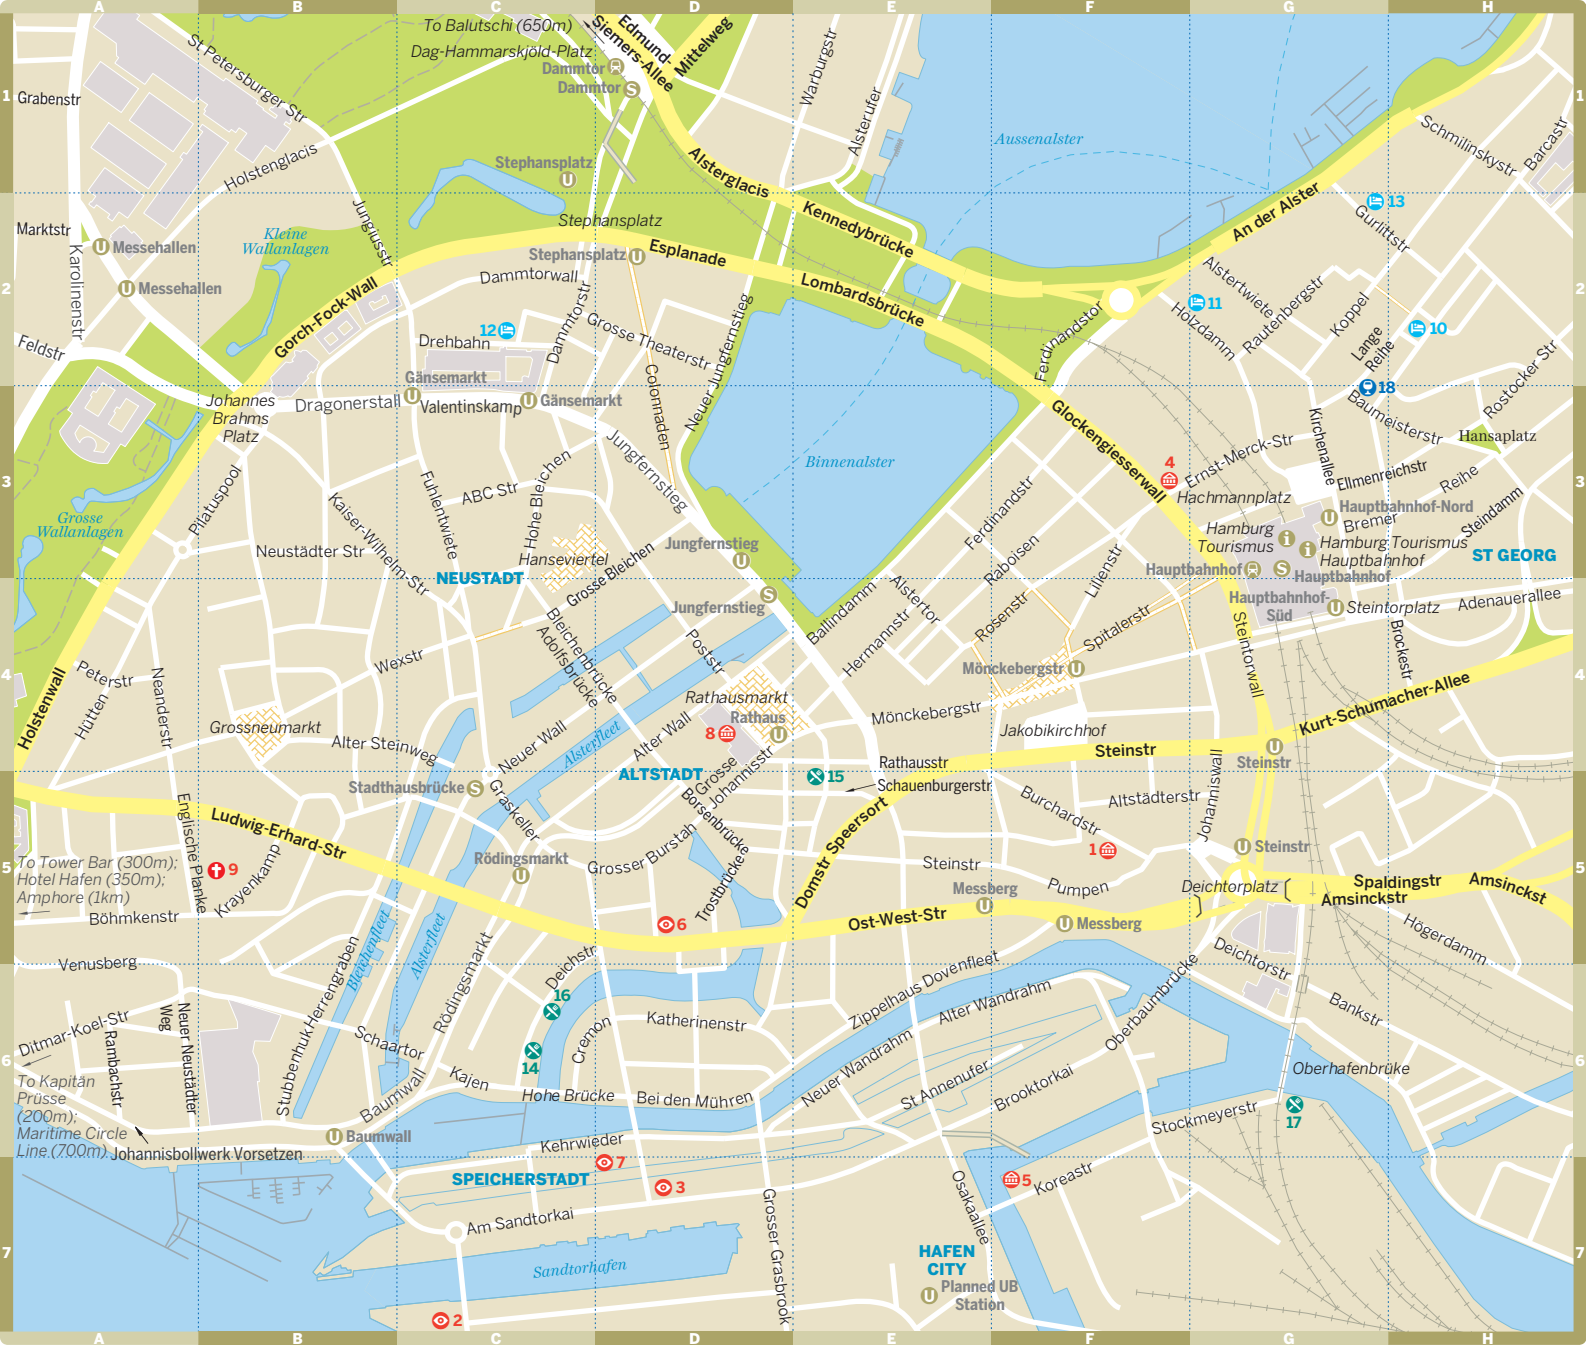 A B C D E F G H
1
To Balutschi (650m)
Dag-Hammarskjöld-Platz
Dammtor
Dammtor
Edmund-
Siemers-Allee
Mittelweg
Warburgstr
Alsterufer
Aussenalster
St Petersburger Str
Grabenstr
Holstenglacis
Stephansplatz
Alsterglacis
Schmilinskystr
Barcastr
1
Marktstr
Karolinenstr
Messehallen
Messehallen
Kleine
Wallanlagen
Jungiusstr
Stephansplatz
Stephansplatz
Esplanade
Kennedybrücke
Lombardsbrücke
An der Alster
13
Gurlittstr
2
Feldstr
Gorch-Fock-Wall
Dammtorwall
Dammtorstr
12
Drehbahn
Grosse Theaterstr
Neuer Jungfernstieg
Colonnaden
Ferdinandstor
Alstertwiete
11
Holzdamm
Rautenbergstr
Koppel
Lange
Reihe
10
Rostocker Str
2
18
Gänsemarkt
Gänsemarkt
Johannes
Brahms
Platz
Dragonerstall
Valentinskamp
Jungfernstieg
Binnenalster
Glockengiesserwall
Kirchenallee
Baumeisterstr
Hansaplatz
3
Grosse
Wallanlagen
Pilatuspool
Kaiser-Wilhelm-Str
Fuhlentwiete
ABC Str
Hohe Bleichen
Neustädter Str
Hanseviertel
Grosse Bleichen
Jungfernstieg
Jungfernstieg
Ferdinandstr
Raboisen
Lilienstr
4
Ernst-Merck-Str
Hachmannplatz
Ellmenreichstr
Hauptbahnhof-Nord
Bremer
Reihe
Steindamm
Hamburg
Tourismus
Hamburg Tourismus
Hauptbahnhof
Hauptbahnhof
Hauptbahnhof
ST GEORG
NEUSTADT
3
Hauptbahnhof-
Süd
Steintorplatz
Adenauerallee
Brockestr
4
Holstenwall
Peterstr
Hütten
Neanderstr
Wexstr
Bleichenbrücke
Adolfsbrücke
Poststr
Ballindamm
Alstertor
Hermannstr
Rosenstr
Spitalerstr
Steintorwall
Mönckebergstr
Mönckebergstr
Grossneumarkt
Alter Steinweg
Neuer Wall
Alsterfleet
Alter Wall
Rathausmarkt
Rathaus
8
Jakobikirchhof
Kurt-Schumacher-Allee
Steinstr
Steinstr
Rathausstr
ALTSTADT
Stadthausbrücke
Graskeller
Grosse
Johannisstr
Borsenbrücke
15
Schauenburgerstr
4
Ludwig-Erhard-Str
Englische Planke
Rödingsmarkt
Grosser Burstah
Trostbrücke
Domstr Speersort
Burchardstr
Altstädterstr
Johanniswall
Steinstr
1
Steinstr
Pumpen
5
To Tower Bar (300m);
Hotel Hafen (350m);
Amphore (1km)
9
Krayenkamp
Böhmkenstr
6
Messberg
Messberg
Ost-West-Str
Deichtorplatz
Spaldingstr
Amsinckstr
Amsinckst
Högerdamm
5
Venusberg
Bleichenfleet
Alsterfleet
Herrengraben
Rödingsmarkt
Deichstr
16
14
Cremon
Katherinenstr
Zippelhaus Dovenfleet
Alter Wandrahm
Neuer Wandrahm
Oberbaumbrücke
Deichtorstr
Bankstr
6
Ditmar-Koel-Str
Rambachstr
Weg
Neuer Neustädter
Stubbenhuk
Schaartor
Baumwall
Kajen
Hohe Brücke
Bei den Mühren
St Annenufer
Brooktorkai
Stockmeyerstr
Oberhafenbrüke
17
6
To Kapitän
Prüsse
(200m);
Maritime Circle
Line (700m)
Johannisbollwerk Vorsetzen
Baumwall
Kehrwieder
SPEICHERSTADT
7
3
Am Sandtorkai
Grosser Grasbrook
Osakaallee
5
Koreastr
7
Sandtorhafen
HAFEN
CITY
Planned UB
Station
2
7
A B C D E F G H